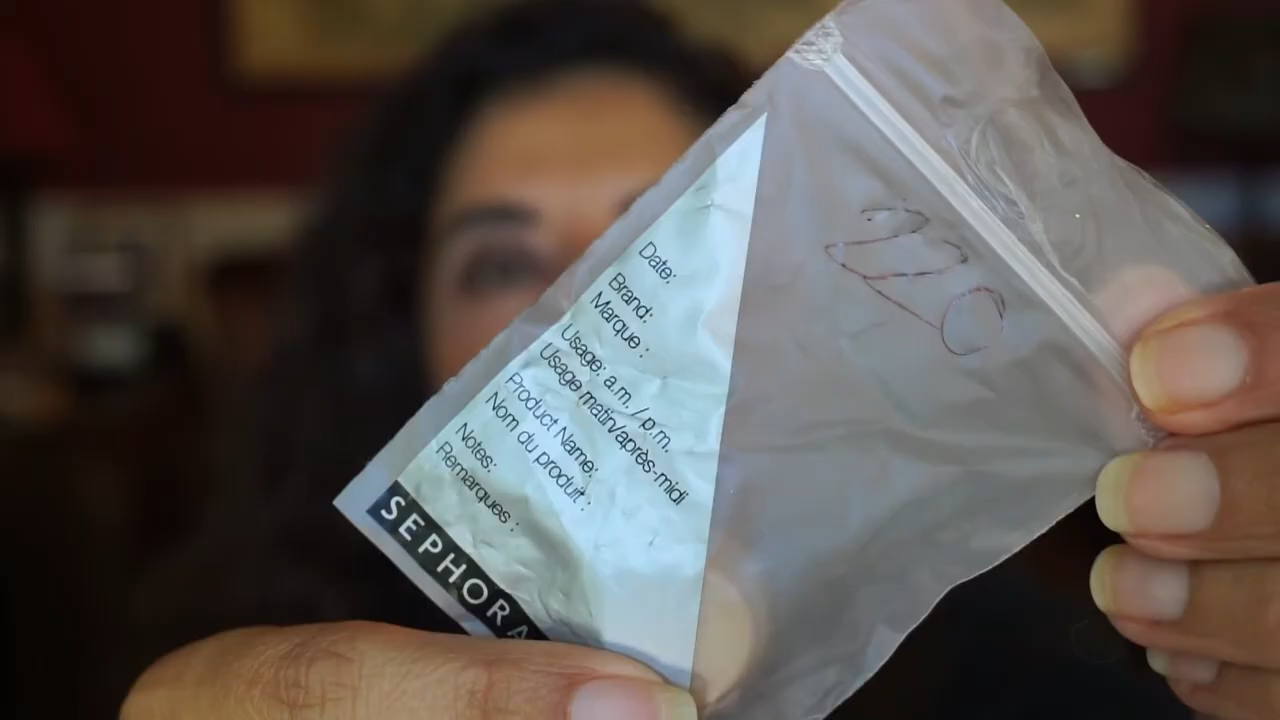 Date:
Brand:
Marque :
Usage: a.m. / p.m.
Usage matin/après-midi
Product Name:
Nom du produit :
Notes:
Remarques :
SEPHORA